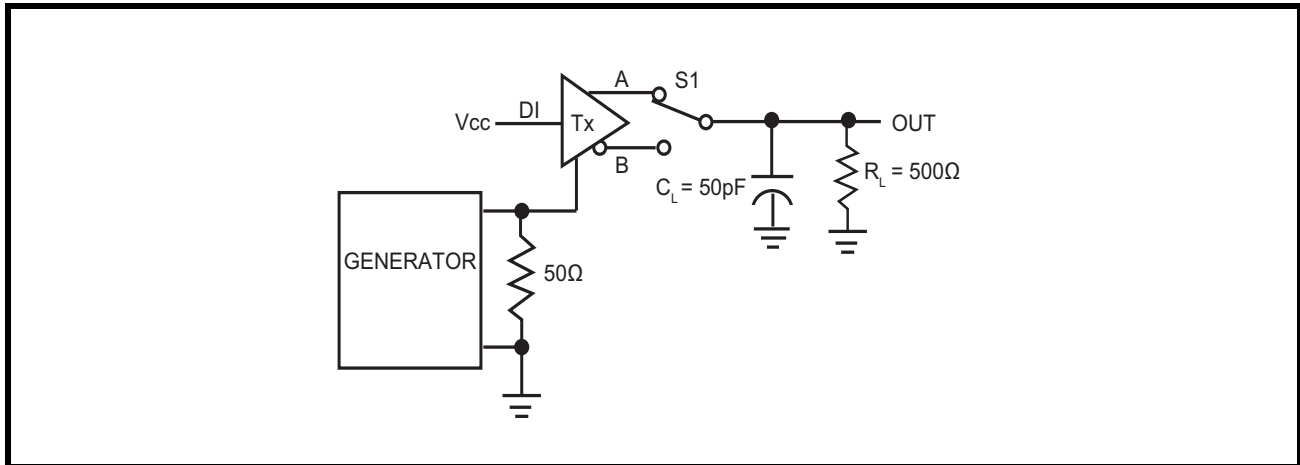 A
S1
Vcc
DI
Tx
OUT
B
C_L = 50pF
R_L = 500Ω
GENERATOR
50Ω